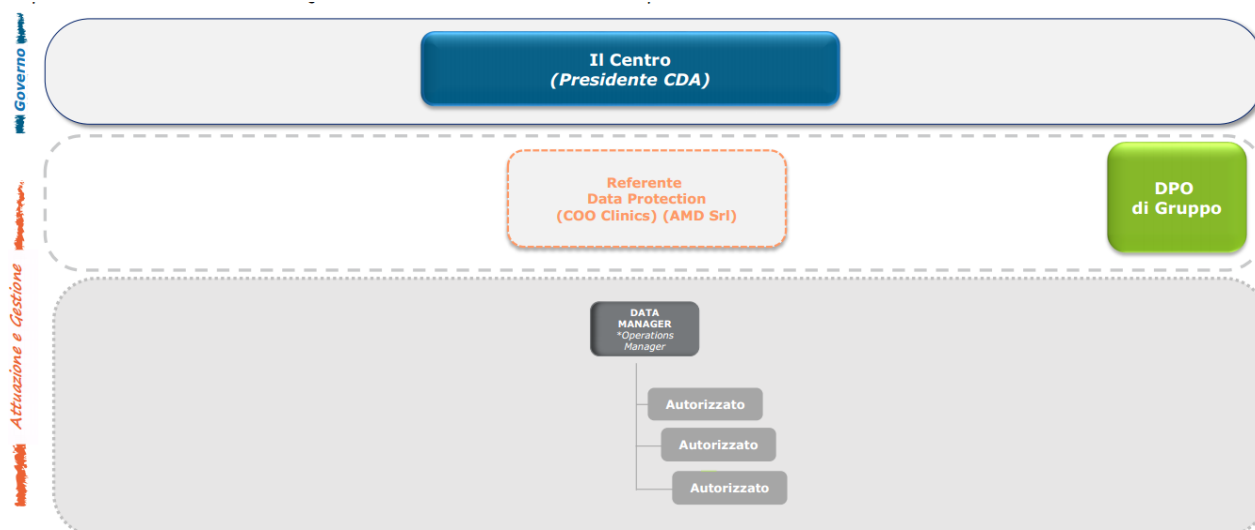 Governo
Il Centro
(Presidente CDA)
Referente
Data Protection
(COO Clinics) (AMD Srl)
DPO
di Gruppo
Attuazione e Gestione
DATA
MANAGER
*Operations
Manager
Autorizzato
Autorizzato
Autorizzato